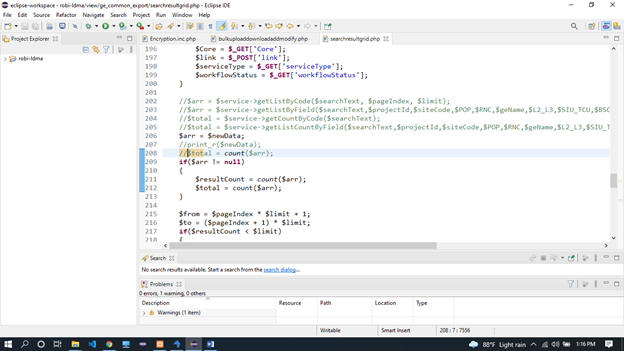 eclipse-workspace - robi-ldma/view/ge_common_export/searchresultgrid.php - Eclipse IDE
File Edit Source Refactor Navigate Search Project Run Window Help
Project Explorer
Encryption.inc.php
bulkuploaddownloadaddmodify.php
searchresultgrid.php
robi-ldma
196 $Core = $_GET['Core'];
197 $link = $_POST['link'];
198 $serviceType = $_GET['serviceType'];
199 $workflowStatus = $_GET['workflowStatus'];
200 }
201
202 //$arr = $service->getListByCode($searchText, $pageIndex, $limit);
203 //$arr = $service->getListByField($searchText,$projectId,$siteCode,$POP,$RNC,$geName,$L2_L3,$SIU_TCU,$BSC
204 //$total = $service->getCountByCode($searchText);
205 //$total = $service->getListCountByField($searchText,$projectId,$siteCode,$POP,$RNC,$geName,$L2_L3,$SIU_T
206 $arr = $newData;
207 //print_r($newData);
208 //$total = count($arr);
209 if($arr != null)
210 {
211 $resultCount = count($arr);
212 $total = count($arr);
213 }
214
215 $from = $pageIndex * $limit + 1;
216 $to = ($pageIndex + 1) * $limit;
217 if($resultCount < $limit)
218 {
Search
No search results available. Start a search from the search dialog...
Problems
0 errors, 1 warning, 0 others
Description Resource Path Location Type
Warnings (1 item)
Writable Smart Insert 208 : 7 : 7556
88°F Light rain 1:16 PM